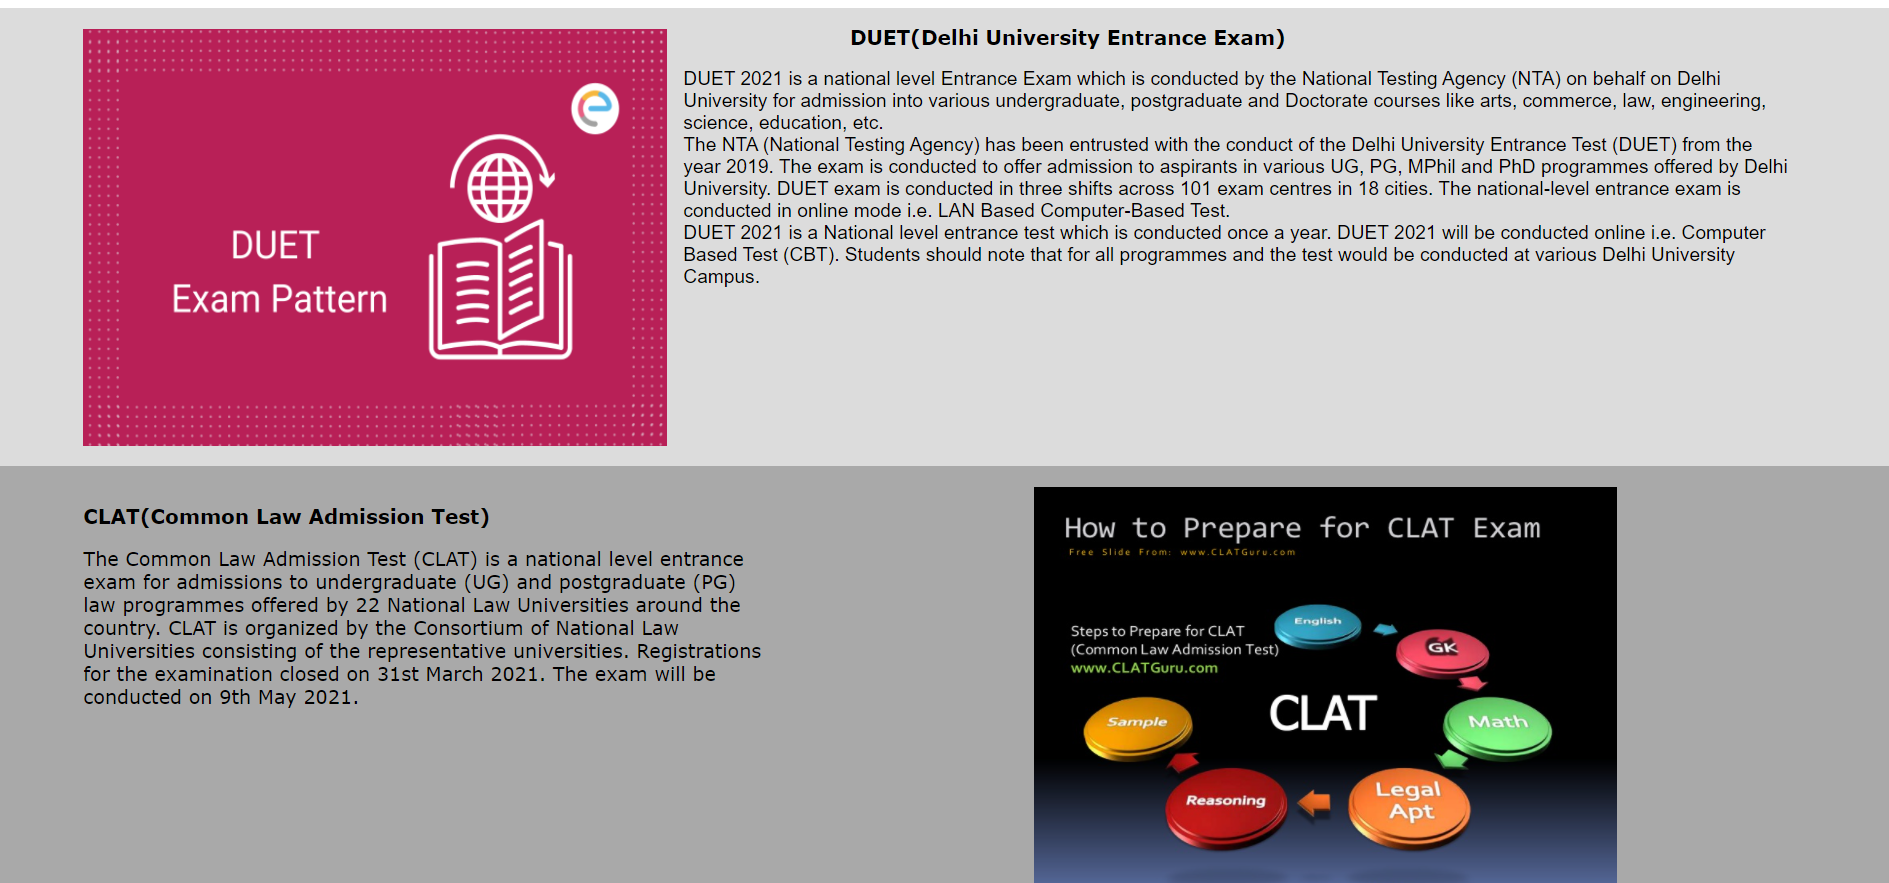 DUET
Exam Pattern
DUET(Delhi University Entrance Exam)
DUET 2021 is a national level Entrance Exam which is conducted by the National Testing Agency (NTA) on behalf on Delhi
University for admission into various undergraduate, postgraduate and Doctorate courses like arts, commerce, law, engineering,
science, education, etc.
The NTA (National Testing Agency) has been entrusted with the conduct of the Delhi University Entrance Test (DUET) from the
year 2019. The exam is conducted to offer admission to aspirants in various UG, PG, MPhil and PhD programmes offered by Delhi
University. DUET exam is conducted in three shifts across 101 exam centres in 18 cities. The national-level entrance exam is
conducted in online mode i.e. LAN Based Computer-Based Test.
DUET 2021 is a National level entrance test which is conducted once a year. DUET 2021 will be conducted online i.e. Computer
Based Test (CBT). Students should note that for all programmes and the test would be conducted at various Delhi University
Campus.
CLAT(Common Law Admission Test)
The Common Law Admission Test (CLAT) is a national level entrance
exam for admissions to undergraduate (UG) and postgraduate (PG)
law programmes offered by 22 National Law Universities around the
country. CLAT is organized by the Consortium of National Law
Universities consisting of the representative universities. Registrations
for the examination closed on 31st March 2021. The exam will be
conducted on 9th May 2021.
How to Prepare for CLAT Exam
Free Slide From: www.CLATGuru.com
Steps to Prepare for CLAT
(Common Law Admission Test)
www.CLATGuru.com
English
GK
Math
Legal
Apt
Reasoning
Sample
CLAT